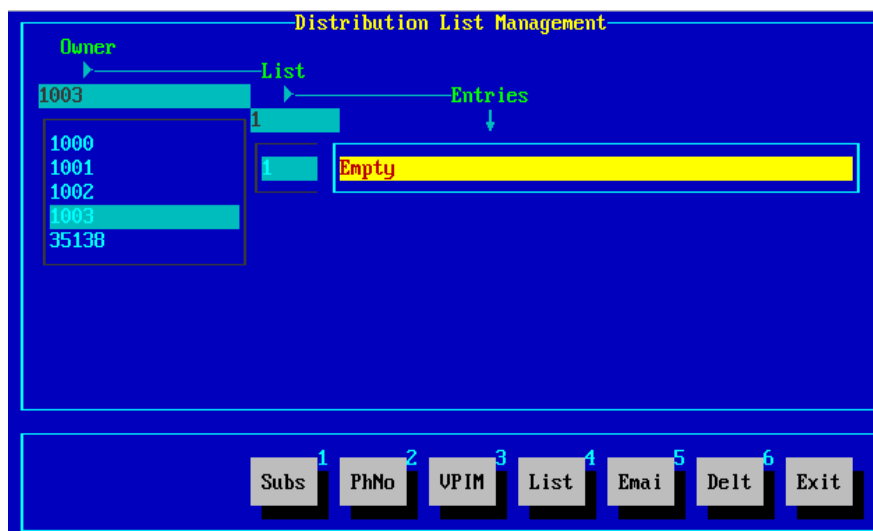 Distribution List Management
Owner
List
1003
Entries
1
1000
1001
1002
1003
35138
1
Empty
1 2 3 4 5 6
Subs PhNo VPIM List Emai Delt Exit